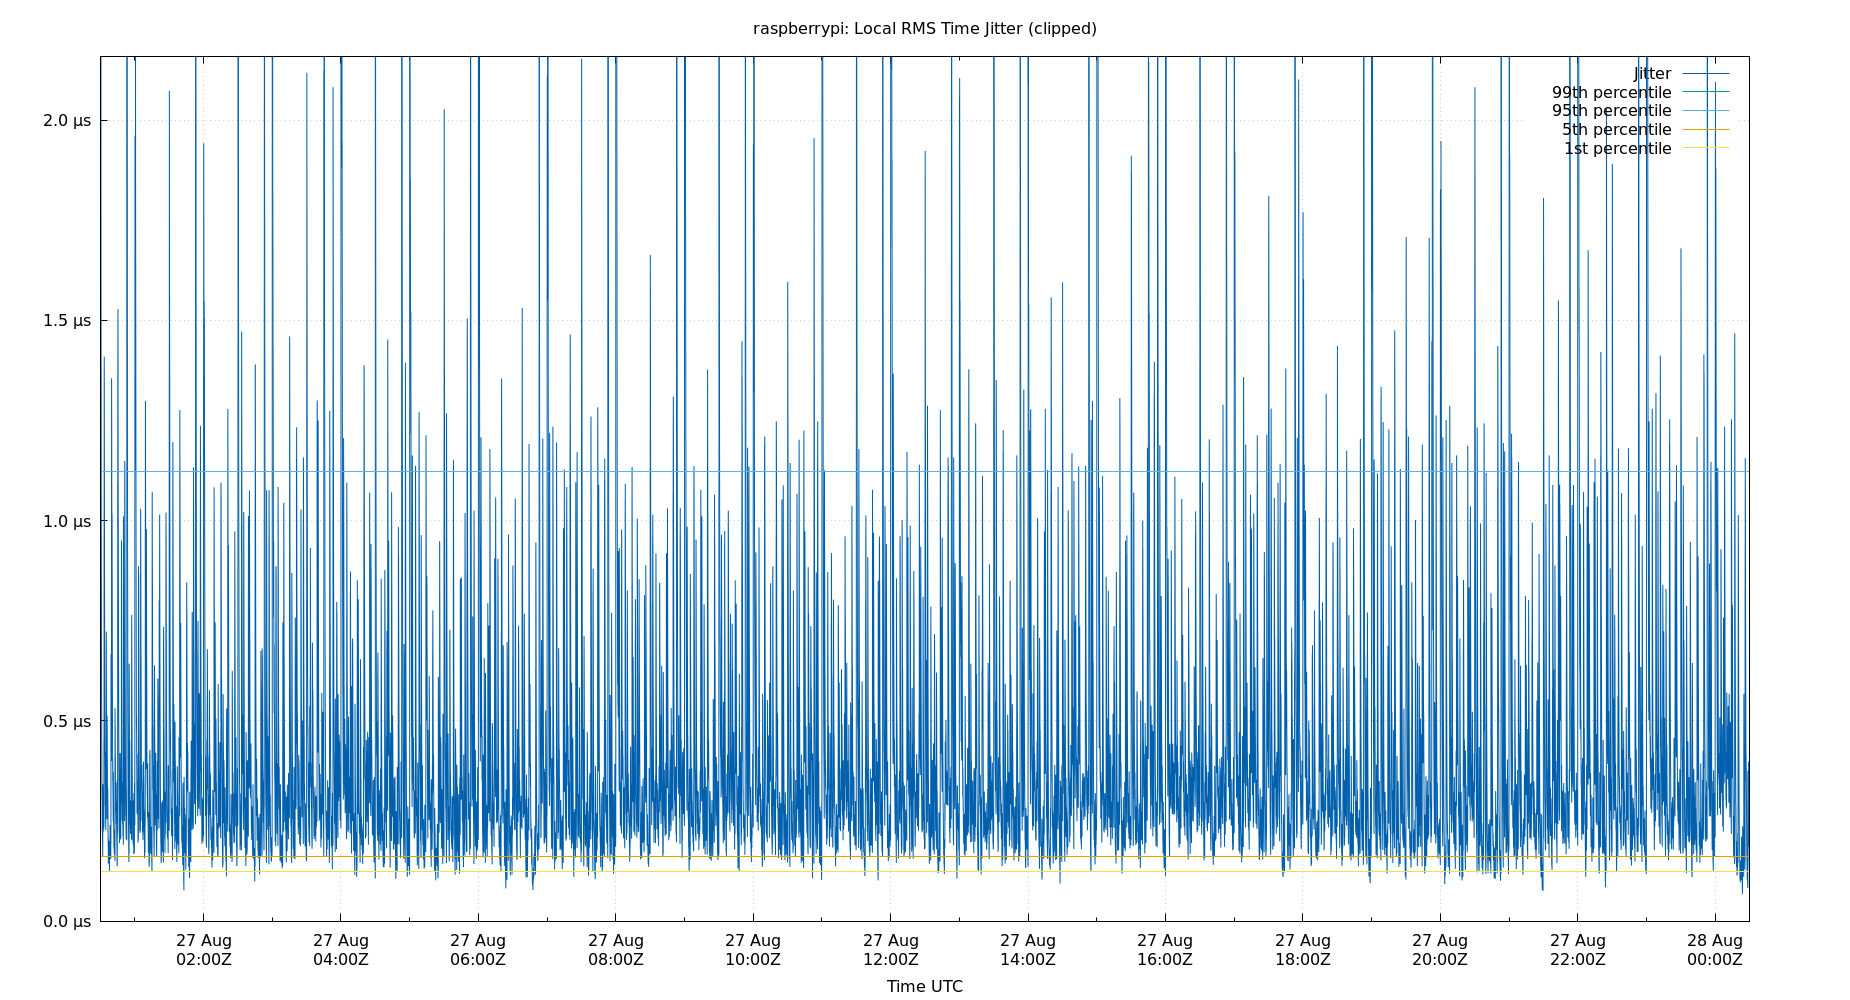 raspberrypi: Local RMS Time Jitter (clipped)
Jitter
99th percentile
95th percentile
5th percentile
1st percentile
2.0 µs
1.5 µs
1.0 µs
0.5 µs
0.0 µs
27 Aug 27 Aug 27 Aug 27 Aug 27 Aug 27 Aug 27 Aug 27 Aug 27 Aug 27 Aug 27 Aug 28 Aug
02:00Z 04:00Z 06:00Z 08:00Z 10:00Z 12:00Z 14:00Z 16:00Z 18:00Z 20:00Z 22:00Z 00:00Z
Time UTC